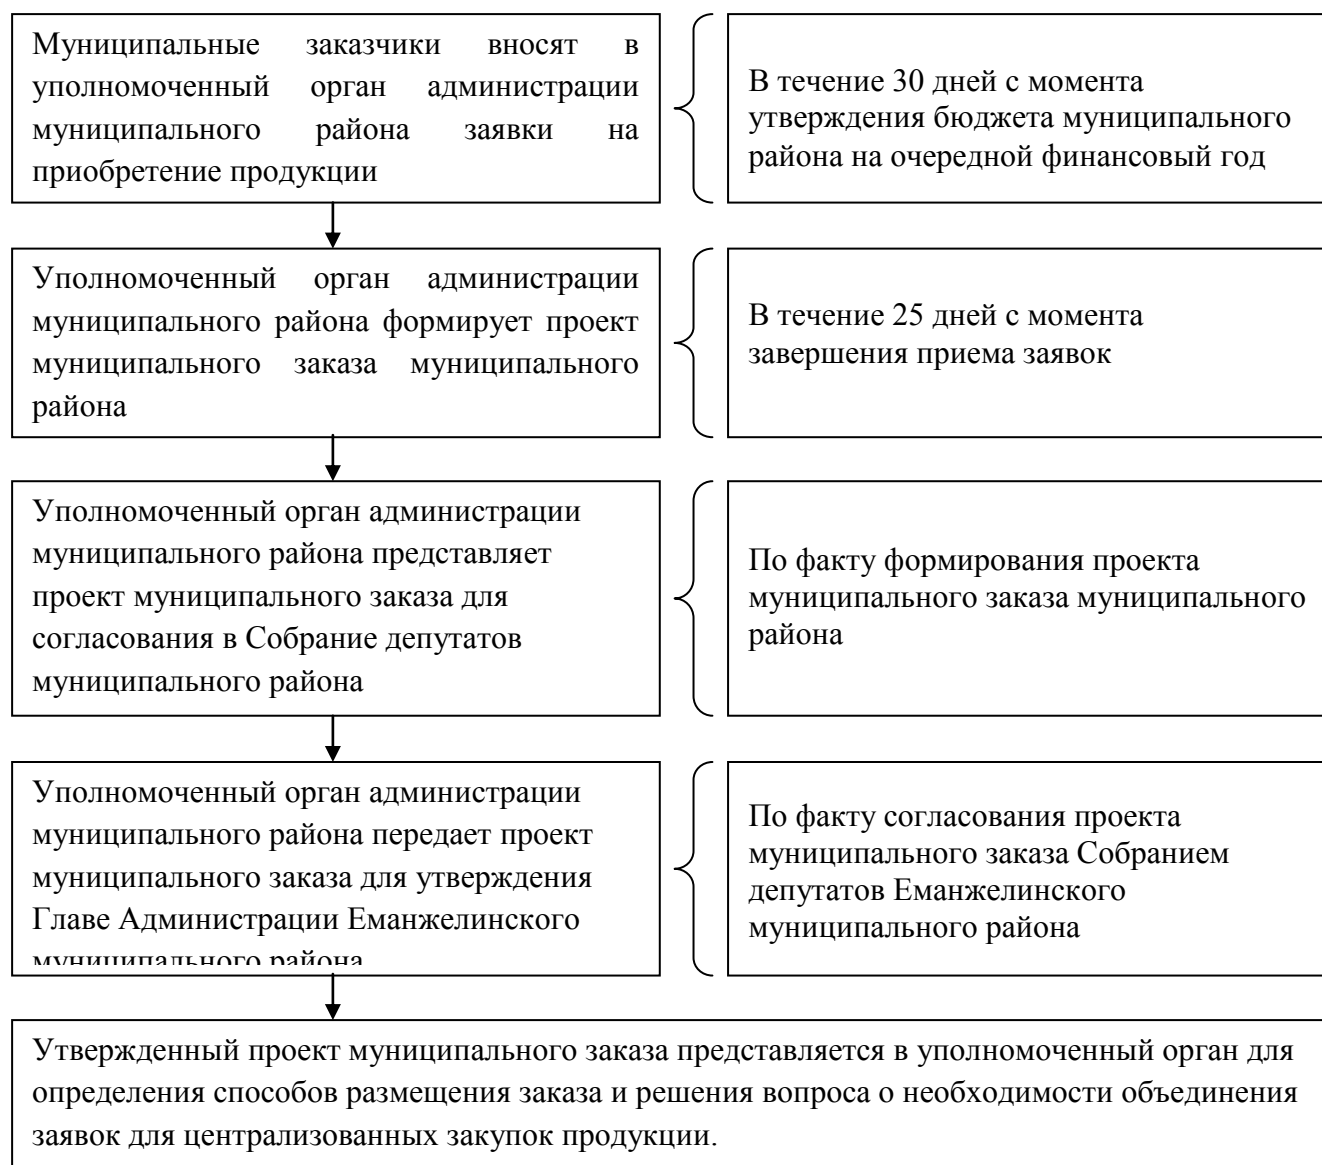 Муниципальные заказчики вносят в
уполномоченный орган администрации
муниципального района заявки на
приобретение продукции
В течение 30 дней с момента
утверждения бюджета муниципального
района на очередной финансовый год
Уполномоченный орган администрации
муниципального района формирует проект
муниципального заказа муниципального
района
В течение 25 дней с момента
завершения приема заявок
Уполномоченный орган администрации
муниципального района представляет
проект муниципального заказа для
согласования в Собрание депутатов
муниципального района
По факту формирования проекта
муниципального заказа муниципального
района
Уполномоченный орган администрации
муниципального района передает проект
муниципального заказа для утверждения
Главе Администрации Еманжелинского
муниципального района
По факту согласования проекта
муниципального заказа Собранием
депутатов Еманжелинского
муниципального района
Утвержденный проект муниципального заказа представляется в уполномоченный орган для
определения способов размещения заказа и решения вопроса о необходимости объединения
заявок для централизованных закупок продукции.